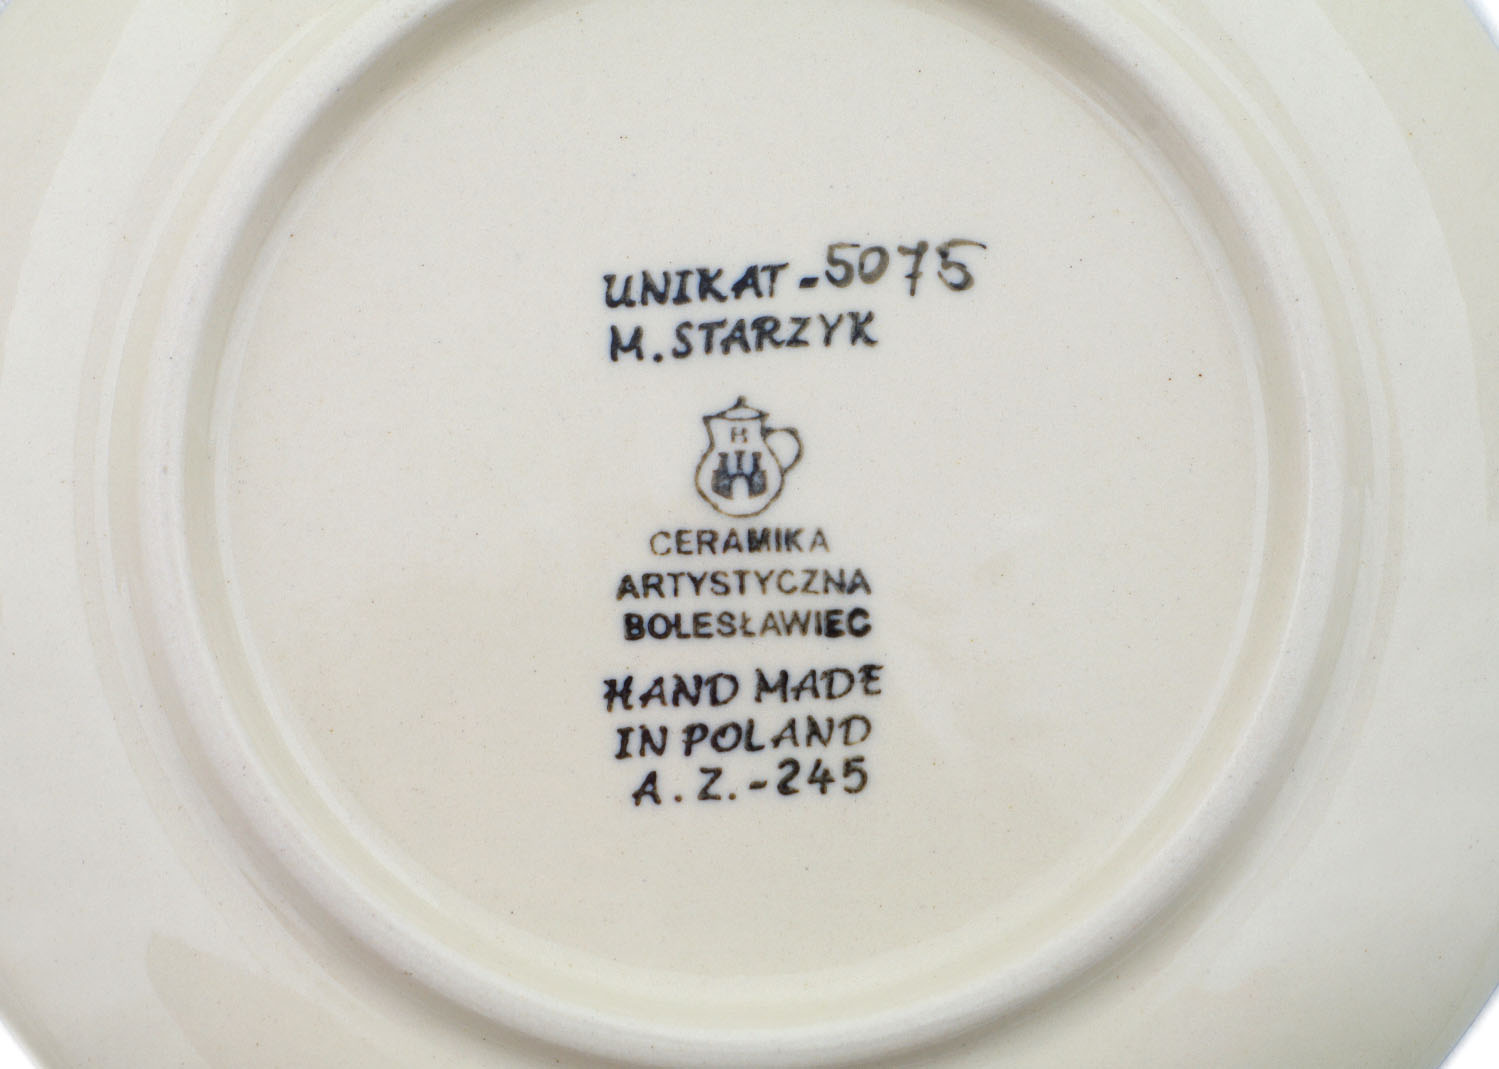 UNIKAT-5075
M. STARZYK
B
CERAMIKA
ARTYSTYCZNA
BOLESŁAWIEC
HAND MADE
IN POLAND
A.Z.-245